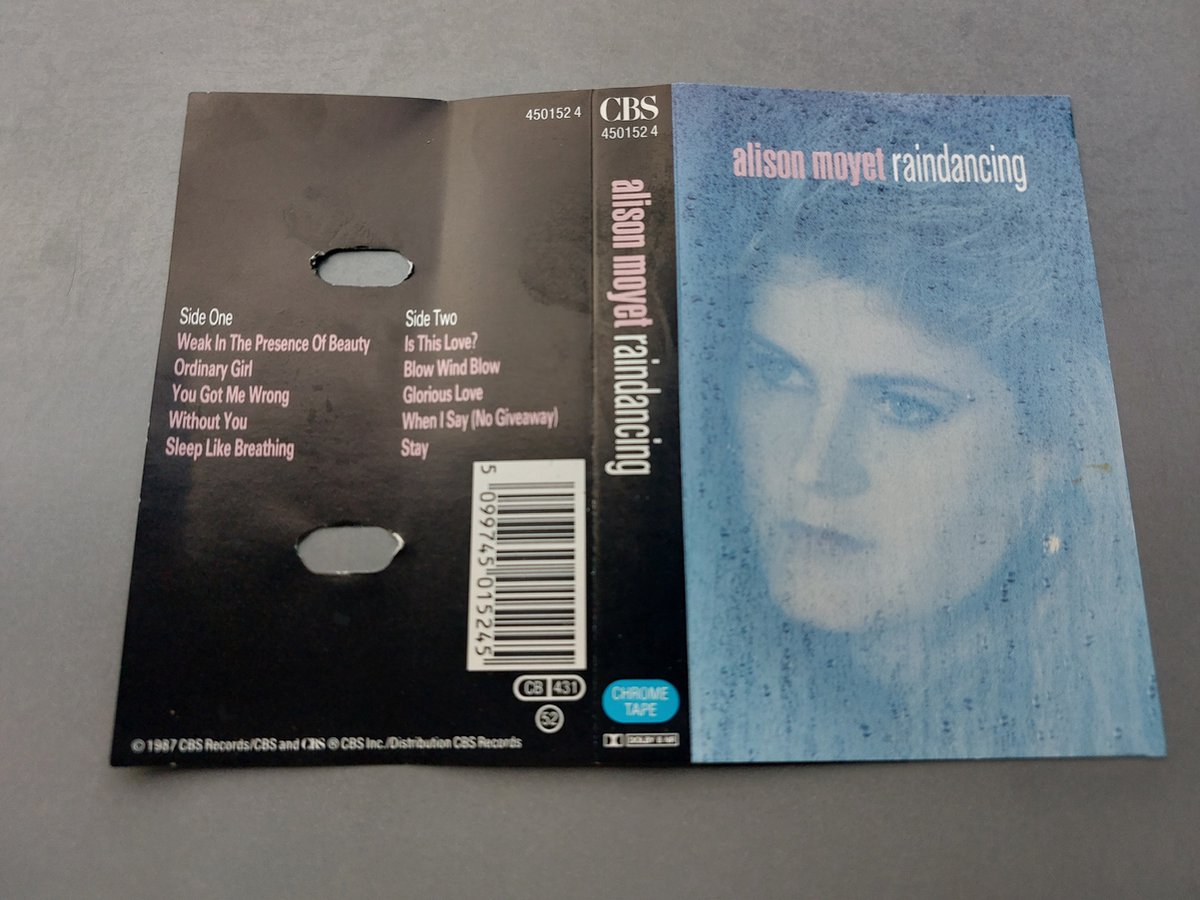 450152 4
Side One
Weak In The Presence Of Beauty
Ordinary Girl
You Got Me Wrong
Without You
Sleep Like Breathing
Side Two
Is This Love?
Blow Wind Blow
Glorious Love
When I Say (No Giveaway)
Stay
5 099745 015245
CB 431
52
© 1987 CBS Records/CBS and CBS ® CBS Inc./Distribution CBS Records
CBS
450152 4
alison moyet raindancing
CHROME
TAPE
DOLBY B NR
alison moyet raindancing